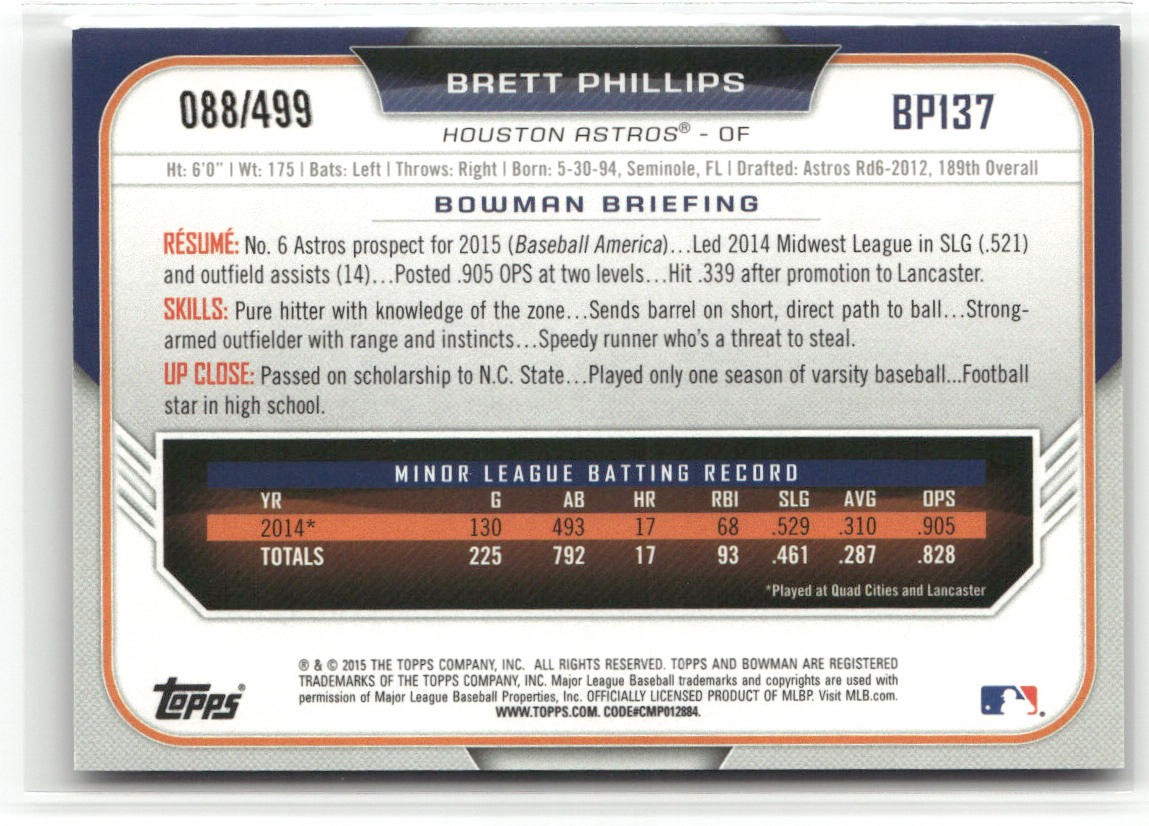 BRETT PHILLIPS
088/499
BP137
HOUSTON ASTROS® - OF
Ht: 6'0" | Wt: 175 | Bats: Left | Throws: Right | Born: 5-30-94, Seminole, FL | Drafted: Astros Rd6-2012, 189th Overall
BOWMAN BRIEFING
RÉSUMÉ: No. 6 Astros prospect for 2015 (Baseball America)...Led 2014 Midwest League in SLG (.521)
and outfield assists (14)...Posted .905 OPS at two levels...Hit .339 after promotion to Lancaster.
SKILLS: Pure hitter with knowledge of the zone...Sends barrel on short, direct path to ball...Strong-
armed outfielder with range and instincts...Speedy runner who's a threat to steal.
UP CLOSE: Passed on scholarship to N.C. State...Played only one season of varsity baseball...Football
star in high school.
MINOR LEAGUE BATTING RECORD
YR G AB HR RBI SLG AVG OPS
2014* 130 493 17 68 .529 .310 .905
TOTALS 225 792 17 93 .461 .287 .828
*Played at Quad Cities and Lancaster
® & © 2015 THE TOPPS COMPANY, INC. ALL RIGHTS RESERVED. TOPPS AND BOWMAN ARE REGISTERED
TRADEMARKS OF THE TOPPS COMPANY, INC. Major League Baseball trademarks and copyrights are used with
permission of Major League Baseball Properties, Inc. OFFICIALLY LICENSED PRODUCT OF MLBP. Visit MLB.com.
WWW.TOPPS.COM. CODE#CMP012884.
Topps®